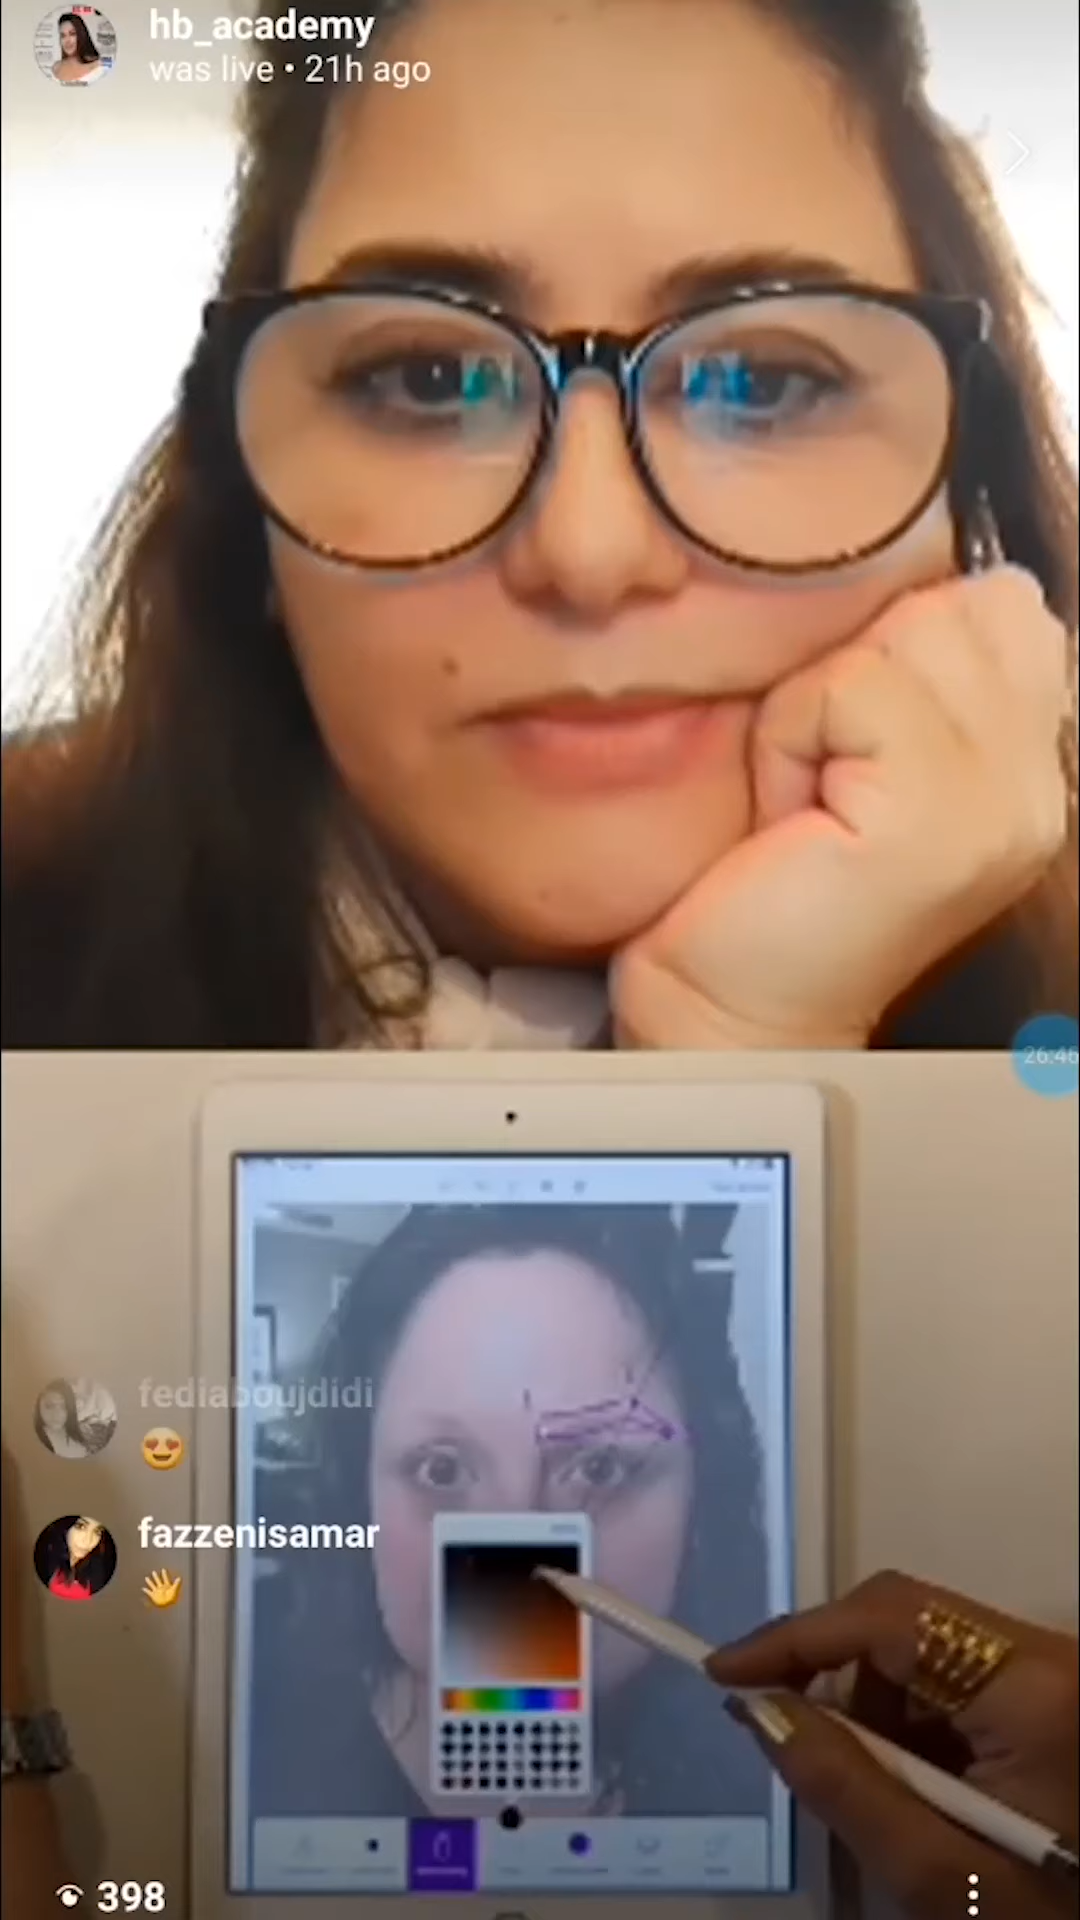 hb_academy
was live • 21h ago
26:46
fediaboujdidi
fazzenisamar
398